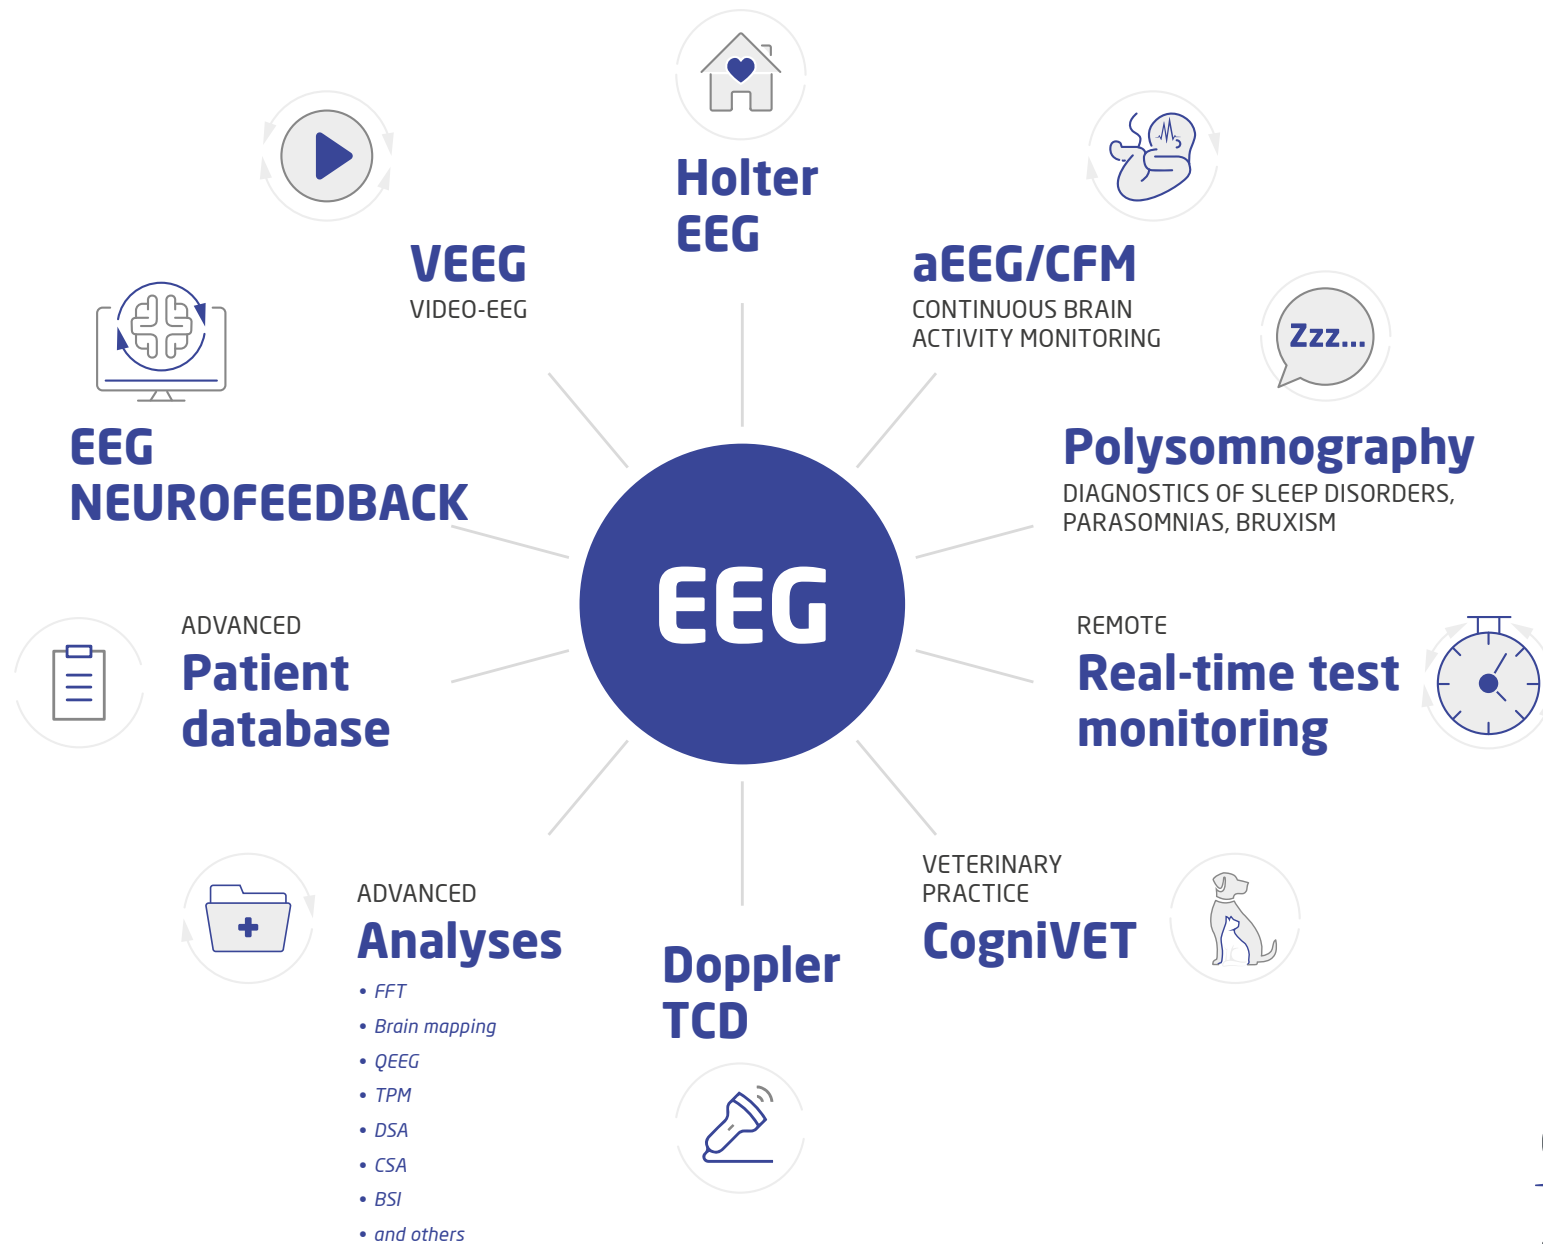 Holter
EEG
VEEG
VIDEO-EEG
aEEG/CFM
CONTINUOUS BRAIN
ACTIVITY MONITORING
Zzz...
EEG
NEUROFEEDBACK
Polysomnography
DIAGNOSTICS OF SLEEP DISORDERS,
PARASOMNIAS, BRUXISM
EEG
ADVANCED
Patient
database
REMOTE
Real-time test
monitoring
ADVANCED
Analyses
• FFT
• Brain mapping
• QEEG
• TPM
• DSA
• CSA
• BSI
• and others
Doppler
TCD
VETERINARY
PRACTICE
CogniVET